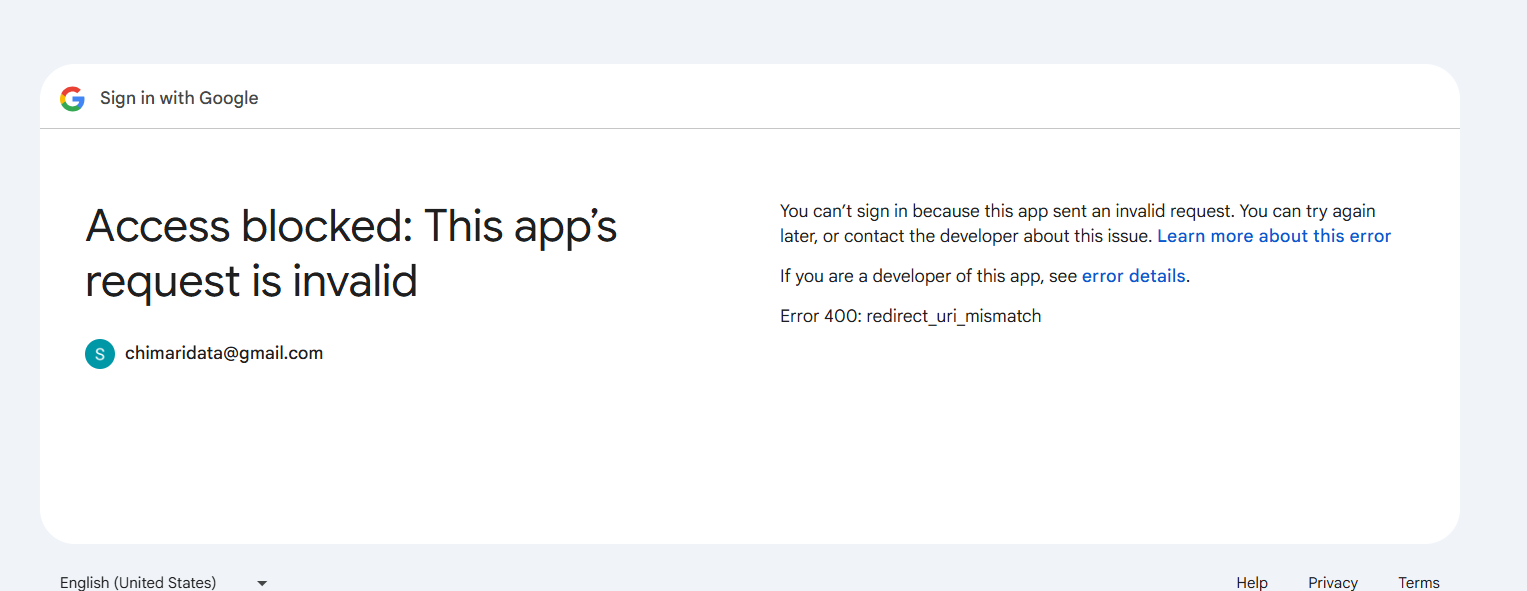 Sign in with Google
Access blocked: This app’s
request is invalid
S
chimaridata@gmail.com
You can’t sign in because this app sent an invalid request. You can try again
later, or contact the developer about this issue. Learn more about this error
If you are a developer of this app, see error details.
Error 400: redirect_uri_mismatch
English (United States)
Help
Privacy
Terms